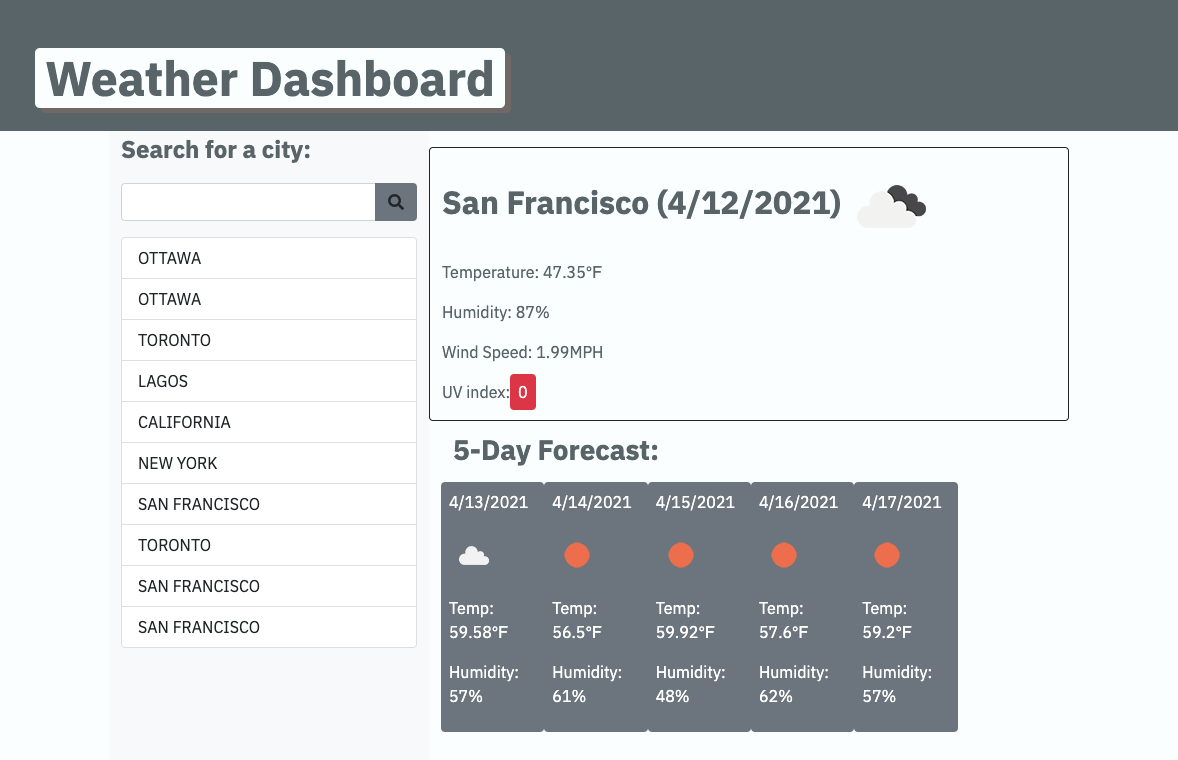 Weather Dashboard
Search for a city:
OTTAWA
OTTAWA
TORONTO
LAGOS
CALIFORNIA
NEW YORK
SAN FRANCISCO
TORONTO
SAN FRANCISCO
SAN FRANCISCO
San Francisco (4/12/2021)
Temperature: 47.35°F
Humidity: 87%
Wind Speed: 1.99MPH
UV index: 0
5-Day Forecast:
4/13/2021
Temp:
59.58°F
Humidity:
57%
4/14/2021
Temp:
56.5°F
Humidity:
61%
4/15/2021
Temp:
59.92°F
Humidity:
48%
4/16/2021
Temp:
57.6°F
Humidity:
62%
4/17/2021
Temp:
59.2°F
Humidity:
57%